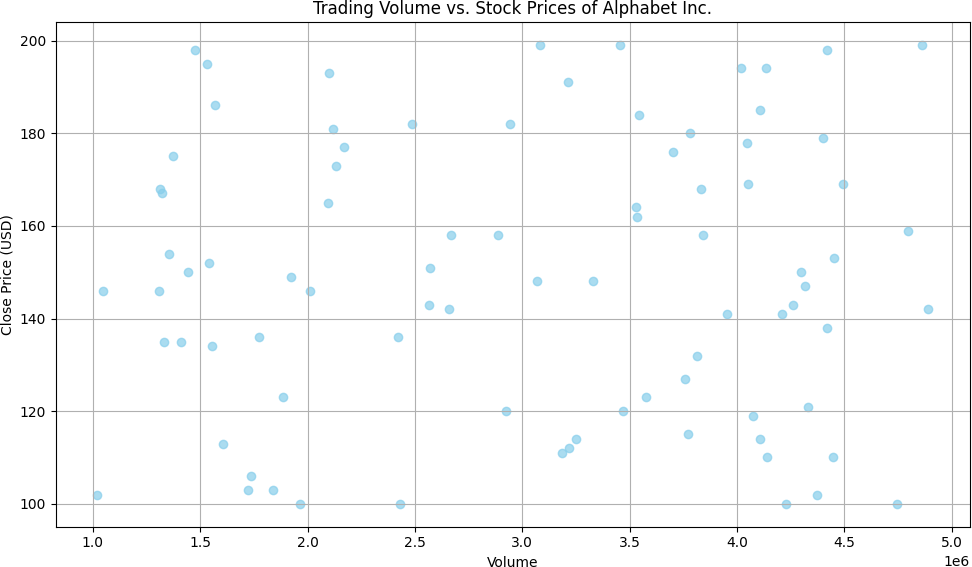 Trading Volume vs. Stock Prices of Alphabet Inc.
Close Price (USD)
200
180
160
140
120
100
1.0 1.5 2.0 2.5 3.0 3.5 4.0 4.5 5.0
1e6
Volume